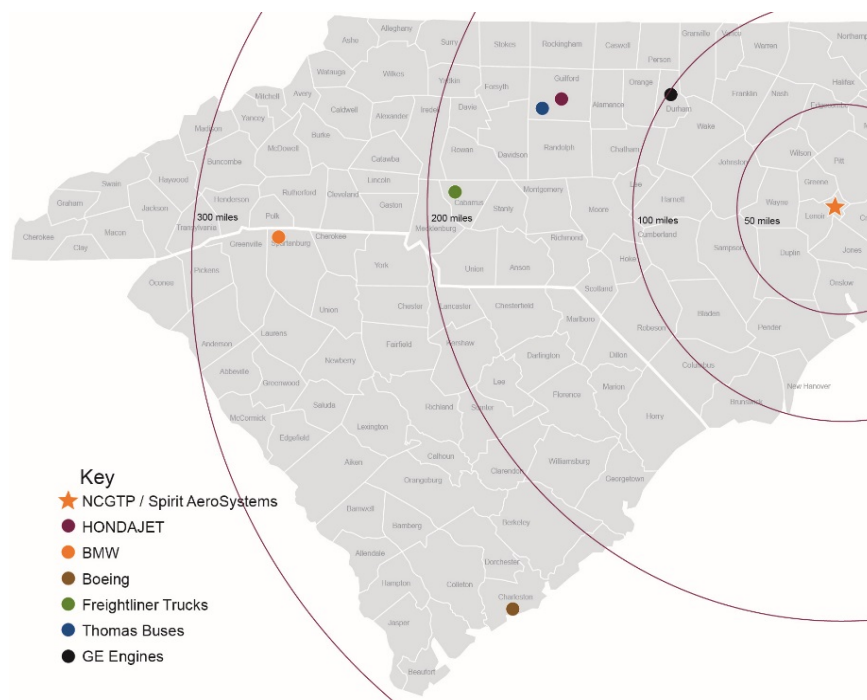 Alleghany
Northamp
Ashe
Surry
Stokes
Rockingham
Caswell
Person
Granville
Warren
Halifax
Watauga
Wilkes
Yadkin
Forsyth
Guilford
Orange
Durham
Franklin
Nash
Edgecombe
Mitchell
Avery
Yancey
Caldwell
Alexander
Iredell
Davie
Alamance
Wake
Madison
Burke
McDowell
Buncombe
Catawba
Rowan
Davidson
Randolph
Chatham
Johnston
Wilson
Pitt
Greene
Swain
Haywood
Rutherford
Cleveland
Lincoln
Gaston
Cabarrus
Stanly
Montgomery
Moore
Lee
Harnett
Wayne
Lenoir
Graham
Jackson
Henderson
Polk
Transylvania
300 miles
200 miles
100 miles
50 miles
Mecklenburg
Cherokee
Clay
Macon
Greenville
Spartanburg
Cherokee
York
Union
Anson
Richmond
Hoke
Cumberland
Sampson
Duplin
Jones
Onslow
Scotland
Oconee
Pickens
Union
Chester
Lancaster
Chesterfield
Marlboro
Robeson
Bladen
Pender
Anderson
Laurens
Fairfield
Kershaw
Darlington
Dillon
Columbus
New Hanover
Brunswick
Abbeville
Greenwood
Newberry
Lee
Florence
Marion
Horry
McCormick
Saluda
Edgefield
Lexington
Richland
Sumter
Aiken
Calhoun
Orangeburg
Clarendon
Williamsburg
Georgetown
Barnwell
Bamberg
Berkeley
Dorchester
Allendale
Hampton
Colleton
Charleston
Jasper
Beaufort
Key
NCGTP / Spirit AeroSystems
HONDAJET
BMW
Boeing
Freightliner Trucks
Thomas Buses
GE Engines